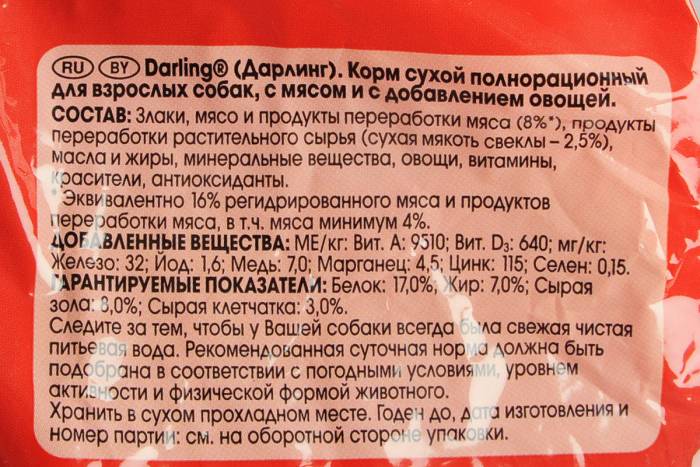 RU BY Darling® (Дарлинг). Корм сухой полнорационный
для взрослых собак, с мясом и с добавлением овощей.
СОСТАВ: Злаки, мясо и продукты переработки мяса (8%*), продукты
переработки растительного сырья (сухая мякоть свеклы – 2,5%),
масла и жиры, минеральные вещества, овощи, витамины,
красители, антиоксиданты.
* Эквивалентно 16% регидрированного мяса и продуктов
переработки мяса, в т.ч. мяса минимум 4%.
ДОБАВЛЕННЫЕ ВЕЩЕСТВА: МЕ/кг: Вит. А: 9510; Вит. D₃: 640; мг/кг:
Железо: 32; Йод: 1,6; Медь: 7,0; Марганец: 4,5; Цинк: 115; Селен: 0,15.
ГАРАНТИРУЕМЫЕ ПОКАЗАТЕЛИ: Белок: 17,0%; Жир: 7,0%; Сырая
зола: 8,0%; Сырая клетчатка: 3,0%.
Следите за тем, чтобы у Вашей собаки всегда была свежая чистая
питьевая вода. Рекомендованная суточная норма должна быть
подобрана в соответствии с погодными условиями, уровнем
активности и физической формой животного.
Хранить в сухом прохладном месте. Годен до, дата изготовления и
номер партии: см. на оборотной стороне упаковки.